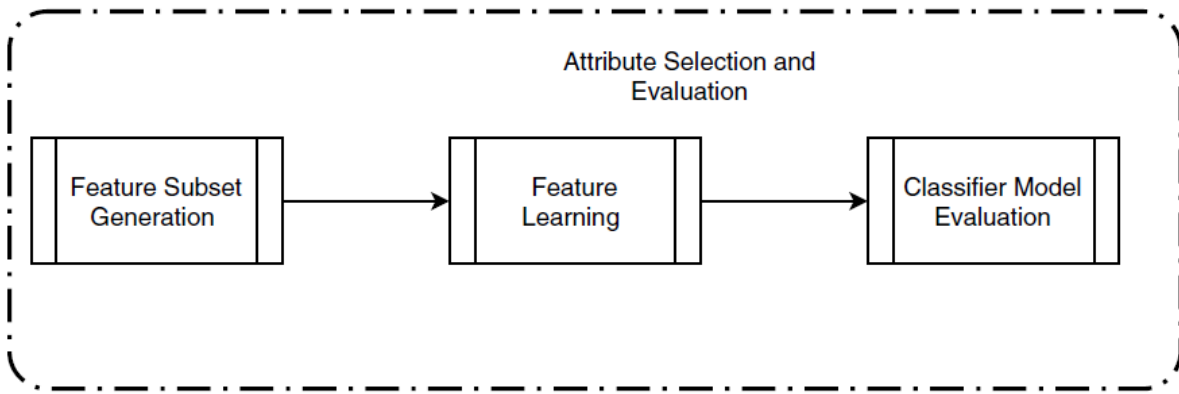 Attribute Selection and
Evaluation
Feature Subset
Generation
Feature
Learning
Classifier Model
Evaluation